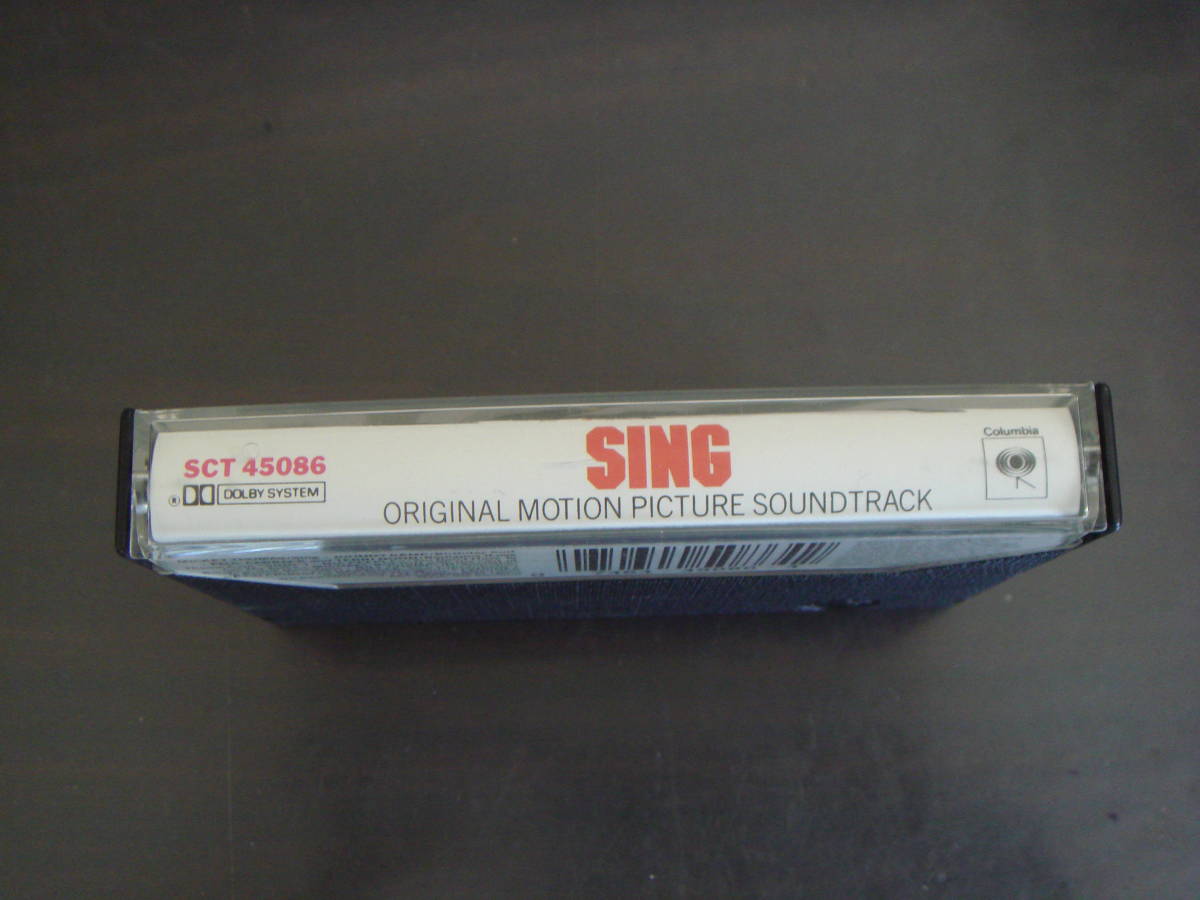 SCT 45086
® DOLBY SYSTEM
SING
ORIGINAL MOTION PICTURE SOUNDTRACK
Columbia